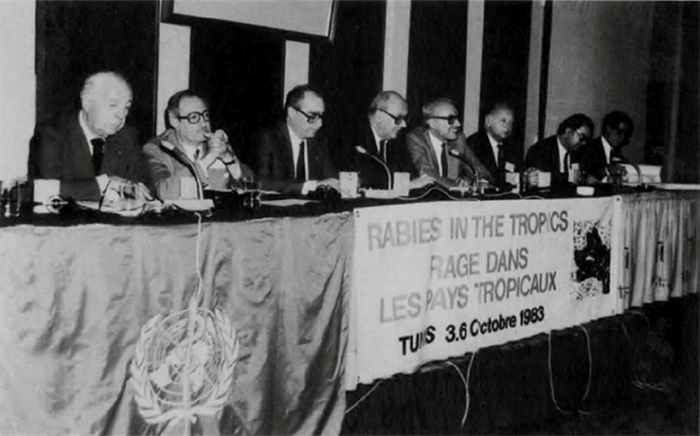 RABIES IN THE TROPICS
RAGE DANS
LES PAYS TROPICAUX
TUNIS 3.6 Octobre 1983